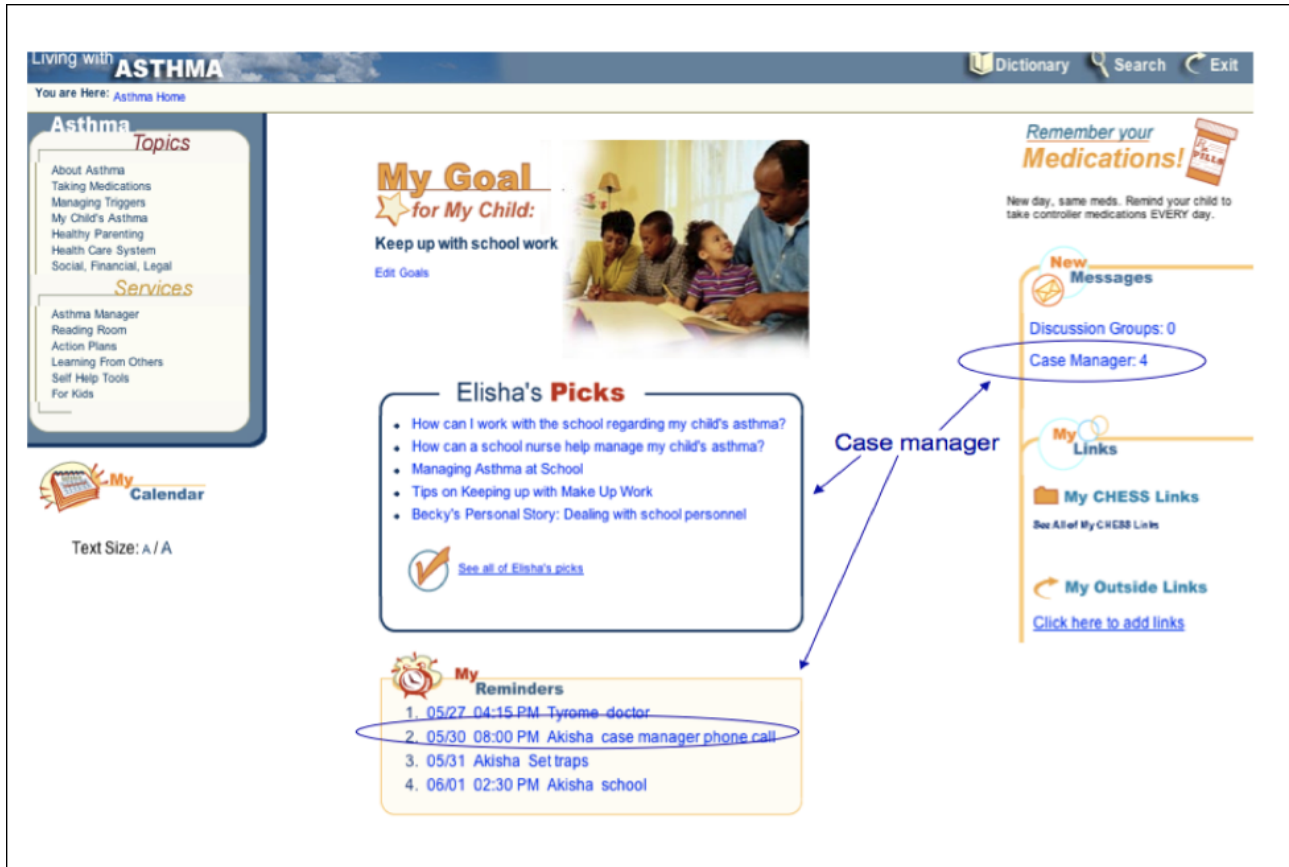 Living with ASTHMA
Dictionary Search Exit
You are Here: Asthma Home
Asthma
Topics
About Asthma
Taking Medications
Managing Triggers
My Child's Asthma
Healthy Parenting
Health Care System
Social, Financial, Legal
Services
Asthma Manager
Reading Room
Action Plans
Learning From Others
Self Help Tools
For Kids
My
Calendar
Text Size: A / A
My Goal
for My Child:
Keep up with school work
Edit Goals
Elisha's Picks
How can I work with the school regarding my child's asthma?
How can a school nurse help manage my child's asthma?
Managing Asthma at School
Tips on Keeping up with Make Up Work
Becky's Personal Story: Dealing with school personnel
See all of Elisha's picks
My
Reminders
1. 05/27 04:15 PM Tyrome doctor
2. 05/30 08:00 PM Akisha case manager phone call
3. 05/31 Akisha Set traps
4. 06/01 02:30 PM Akisha school
Case manager
Remember your
Medications!
PILLS
New day, same meds. Remind your child to
take controller medications EVERY day.
New
Messages
Discussion Groups: 0
Case Manager: 4
My
Links
My CHESS Links
See All of My CHESS Links
My Outside Links
Click here to add links